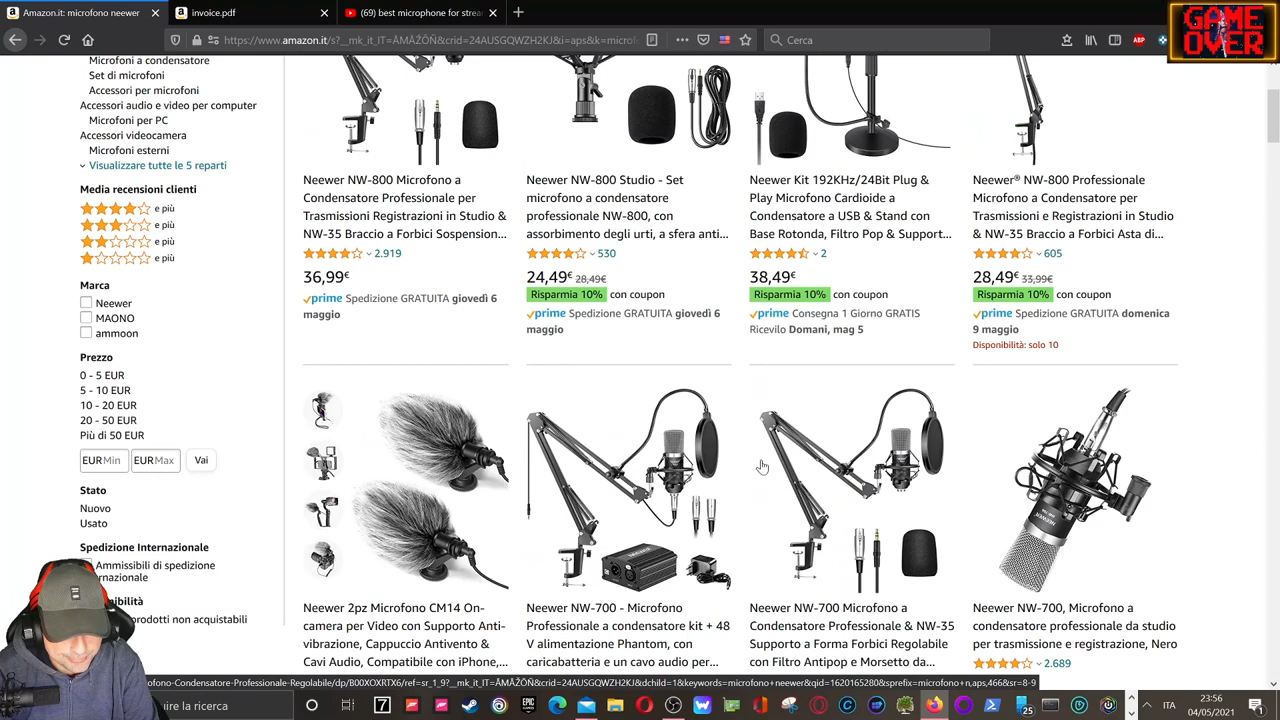 Amazon.it: microfono neewer
invoice.pdf
(69) best microphone for strea
GAME OVER
https://www.amazon.it/s?__mk_it_IT=ÅMÅŽÕÑ&crid=24AUSGQWZH2KJ&i=aps&k=microf
Cerca
ABP
Microfoni a condensatore
Set di microfoni
Accessori per microfoni
Accessori audio e video per computer
Microfoni per PC
Accessori videocamera
Microfoni esterni
Visualizzare tutte le 5 reparti
Media recensioni clienti
e più
e più
e più
e più
Marca
Neewer
MAONO
ammoon
Prezzo
0 - 5 EUR
5 - 10 EUR
10 - 20 EUR
20 - 50 EUR
Più di 50 EUR
EUR Min
EUR Max
Vai
Stato
Nuovo
Usato
Spedizione Internazionale
Ammissibili di spedizione
rnazionale
nibilità
prodotti non acquistabili
Neewer NW-800 Microfono a
Condensatore Professionale per
Trasmissioni Registrazioni in Studio &
NW-35 Braccio a Forbici Sospension...
2.919
36,99€
prime Spedizione GRATUITA giovedì 6
maggio
Neewer NW-800 Studio - Set
microfono a condensatore
professionale NW-800, con
assorbimento degli urti, a sfera anti...
530
24,49€ 28,49€
Risparmia 10% con coupon
prime Spedizione GRATUITA giovedì 6
maggio
Neewer Kit 192KHz/24Bit Plug &
Play Microfono Cardioide a
Condensatore a USB & Stand con
Base Rotonda, Filtro Pop & Support...
2
38,49€
Risparmia 10% con coupon
prime Consegna 1 Giorno GRATIS
Ricevilo Domani, mag 5
Neewer® NW-800 Professionale
Microfono a Condensatore per
Trasmissioni e Registrazioni in Studio
& NW-35 Braccio a Forbici Asta di...
605
28,49€ 33,99€
Risparmia 10% con coupon
prime Spedizione GRATUITA domenica
9 maggio
Disponibilità: solo 10
Neewer 2pz Microfono CM14 On-
camera per Video con Supporto Anti-
vibrazione, Cappuccio Antivento &
Cavi Audio, Compatibile con iPhone,...
Neewer NW-700 - Microfono
Professionale a condensatore kit + 48
V alimentazione Phantom, con
caricabatteria e un cavo audio per...
Neewer NW-700 Microfono a
Condensatore Professionale & NW-35
Supporto a Forma Forbici Regolabile
con Filtro Antipop e Morsetto da...
NEEWER
Neewer NW-700, Microfono a
condensatore professionale da studio
per trasmissione e registrazione, Nero
2.689
ofono-Condensatore-Professionale-Regolabile/dp/B00XOXRTX6/ref=sr_1_9?__mk_it_IT=ÅMÅŽÕÑ&crid=24AUSGQWZH2KJ&dchild=1&keywords=microfono+neewer&qid=1620165280&sprefix=microfono+n,aps,466&sr=8-9
ire la ricerca
7
EPIC GAMES
25
ITA
23:56
04/05/2021
1